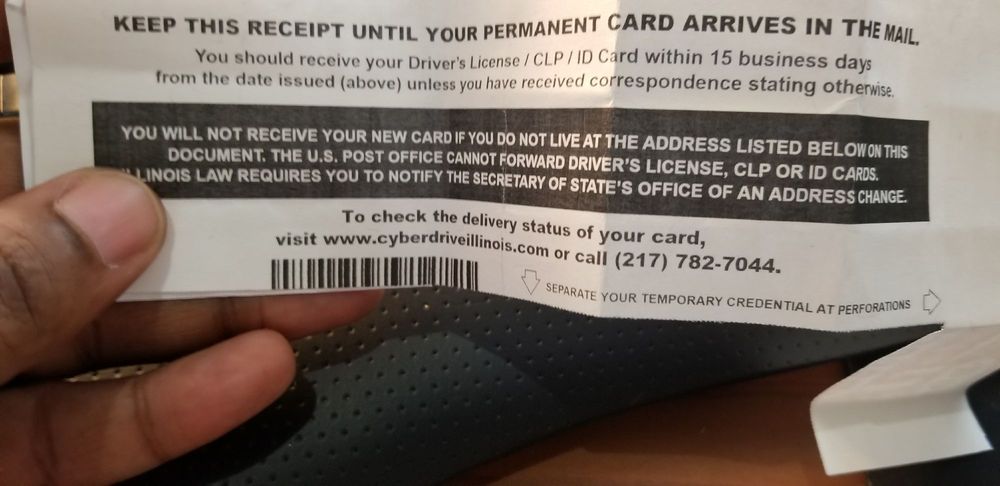 KEEP THIS RECEIPT UNTIL YOUR PERMANENT CARD ARRIVES IN THE MAIL.
You should receive your Driver's License / CLP / ID Card within 15 business days
from the date issued (above) unless you have received correspondence stating otherwise.
YOU WILL NOT RECEIVE YOUR NEW CARD IF YOU DO NOT LIVE AT THE ADDRESS LISTED BELOW ON THIS
DOCUMENT. THE U.S. POST OFFICE CANNOT FORWARD DRIVER'S LICENSE, CLP OR ID CARDS.
ILLINOIS LAW REQUIRES YOU TO NOTIFY THE SECRETARY OF STATE'S OFFICE OF AN ADDRESS CHANGE.
To check the delivery status of your card,
visit www.cyberdriveillinois.com or call (217) 782-7044.
SEPARATE YOUR TEMPORARY CREDENTIAL AT PERFORATIONS